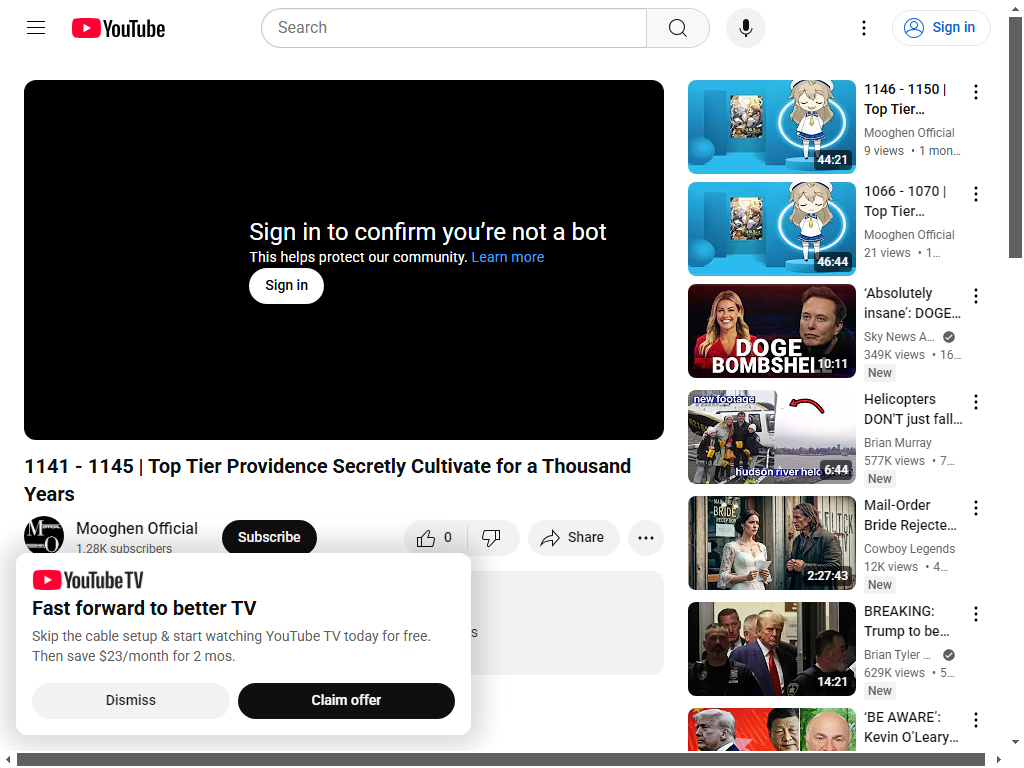 YouTube
Search
Sign in
Sign in to confirm you’re not a bot
This helps protect our community. Learn more
Sign in
1141 - 1145 | Top Tier Providence Secretly Cultivate for a Thousand
Years
Mooghen Official
1.28K subscribers
Subscribe
0
Share
s
YouTube TV
Fast forward to better TV
Skip the cable setup & start watching YouTube TV today for free.
Then save $23/month for 2 mos.
Dismiss
Claim offer
44:21
1146 - 1150 |
Top Tier…
Mooghen Official
9 views • 1 mon…
46:44
1066 - 1070 |
Top Tier…
Mooghen Official
21 views • 1…
DOGE
BOMBSHELL
10:11
‘Absolutely
insane’: DOGE…
Sky News A…
349K views • 16…
New
new footage
hudson river helo
6:44
Helicopters
DON'T just fall…
Brian Murray
577K views • 7…
New
BRIDE
RECEPTION
2:27:43
Mail-Order
Bride Rejecte…
Cowboy Legends
12K views • 4…
New
14:21
BREAKING:
Trump to be…
Brian Tyler …
629K views • 5…
New
‘BE AWARE’:
Kevin O’Leary…